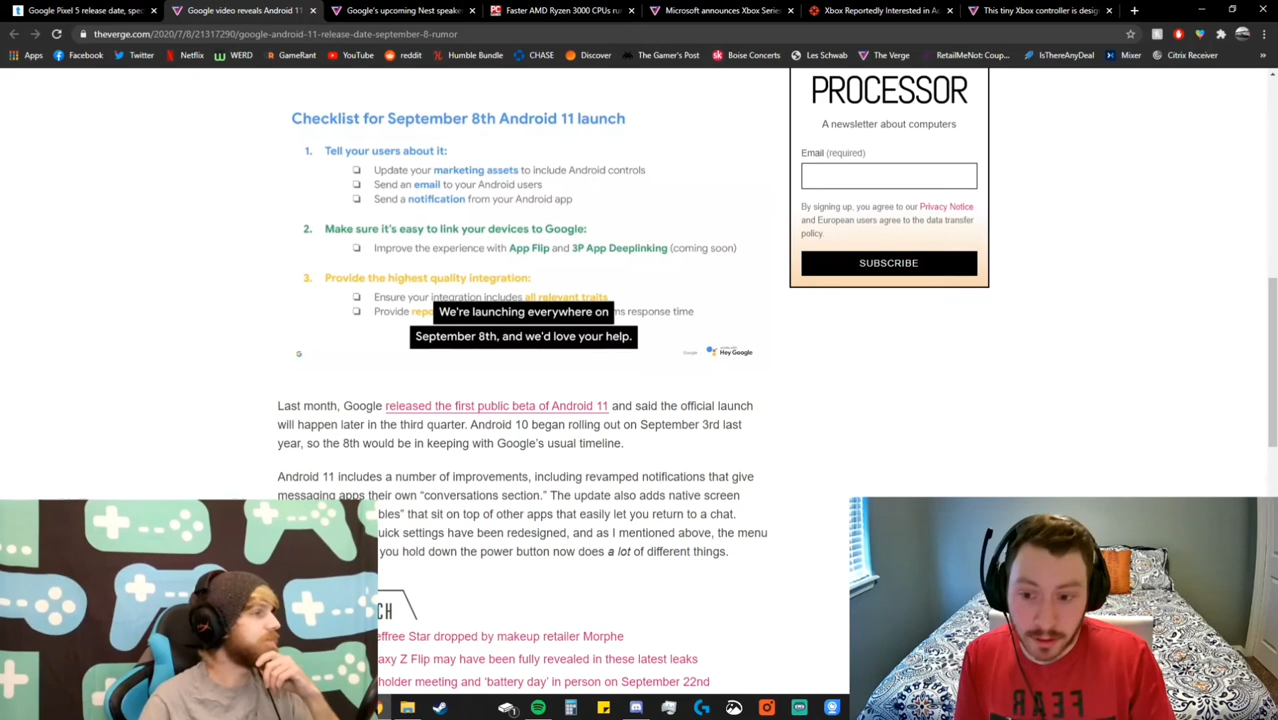 Google Pixel 5 release date, spec
Google video reveals Android 11
Google's upcoming Nest speaker
Faster AMD Ryzen 3000 CPUs
Microsoft announces Xbox Series
Xbox Reportedly Interested in
This tiny Xbox controller is desig
theverge.com/2020/7/8/21317290/google-android-11-release-date-september-8-rumor
Apps Facebook Twitter Netflix WERD GameRant YouTube reddit Humble Bundle CHASE Discover The Gamer's Post Boise Concerts Les Schwab The Verge RetailMeNot: Coup... IsThereAnyDeal Mixer Citrix Receiver
PROCESSOR
A newsletter about computers
Email (required)
By signing up, you agree to our Privacy Notice
and European users agree to the data transfer
policy.
SUBSCRIBE
Checklist for September 8th Android 11 launch
1. Tell your users about it:
Update your marketing assets to include Android controls
Send an email to your Android users
Send a notification from your Android app
2. Make sure it's easy to link your devices to Google:
Improve the experience with App Flip and 3P App Deeplinking (coming soon)
3. Provide the highest quality integration:
Ensure your integration includes all relevant traits
Provide repo ms response time
We're launching everywhere on
September 8th, and we'd love your help.
Google
Hey Google
Last month, Google released the first public beta of Android 11 and said the official launch
will happen later in the third quarter. Android 10 began rolling out on September 3rd last
year, so the 8th would be in keeping with Google's usual timeline.
Android 11 includes a number of improvements, including revamped notifications that give
messaging apps their own “conversations section.” The update also adds native screen
bles” that sit on top of other apps that easily let you return to a chat.
uick settings have been redesigned, and as I mentioned above, the menu
you hold down the power button now does a lot of different things.
CH
effree Star dropped by makeup retailer Morphe
axy Z Flip may have been fully revealed in these latest leaks
holder meeting and ‘battery day’ in person on September 22nd
FEAR